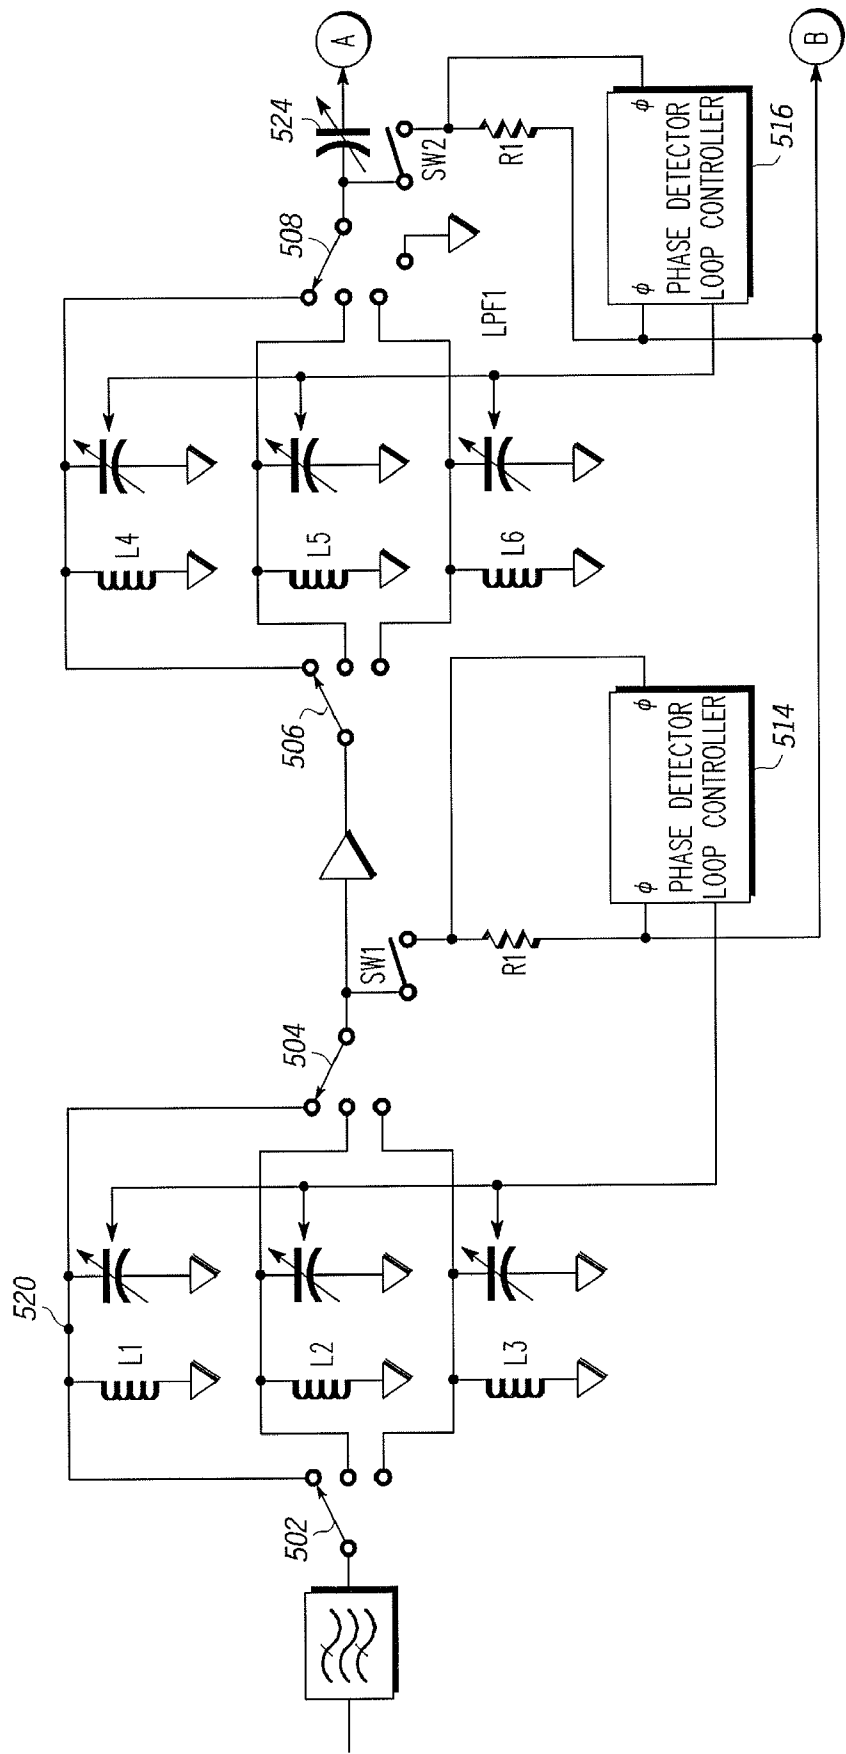 520
502
L1
L2
L3
504
SW1
R1
ϕ
ϕ
PHASE DETECTOR
LOOP CONTROLLER
514
506
L4
L5
L6
LPF1
508
524
SW2
R1
ϕ
ϕ
PHASE DETECTOR
LOOP CONTROLLER
516
A
B